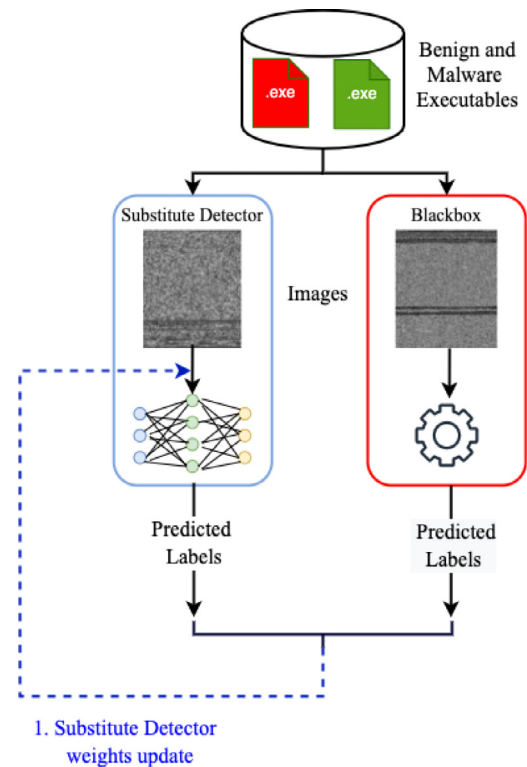 Benign and
Malware
Executables
.exe
.exe
Substitute Detector
Blackbox
Images
Predicted
Labels
Predicted
Labels
1. Substitute Detector
weights update